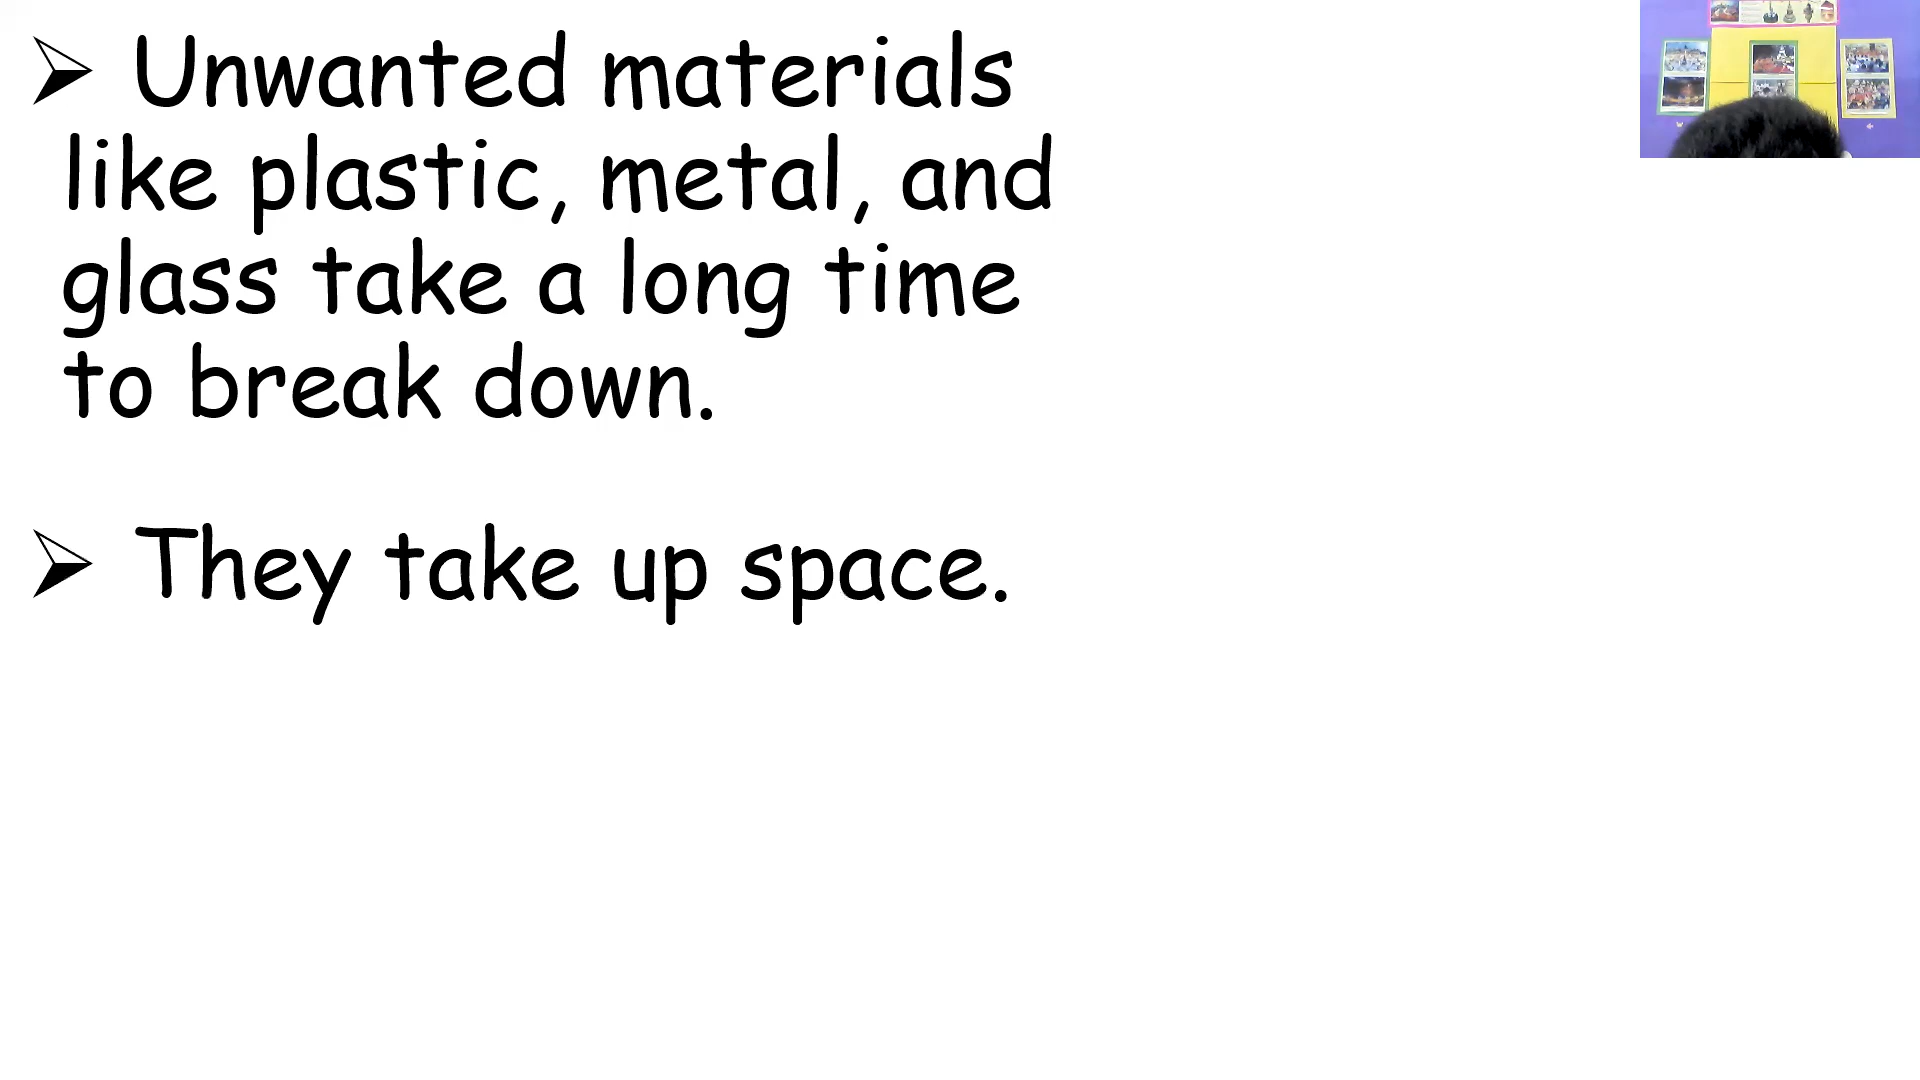 ➢ Unwanted materials
like plastic, metal, and
glass take a long time
to break down.
➢ They take up space.